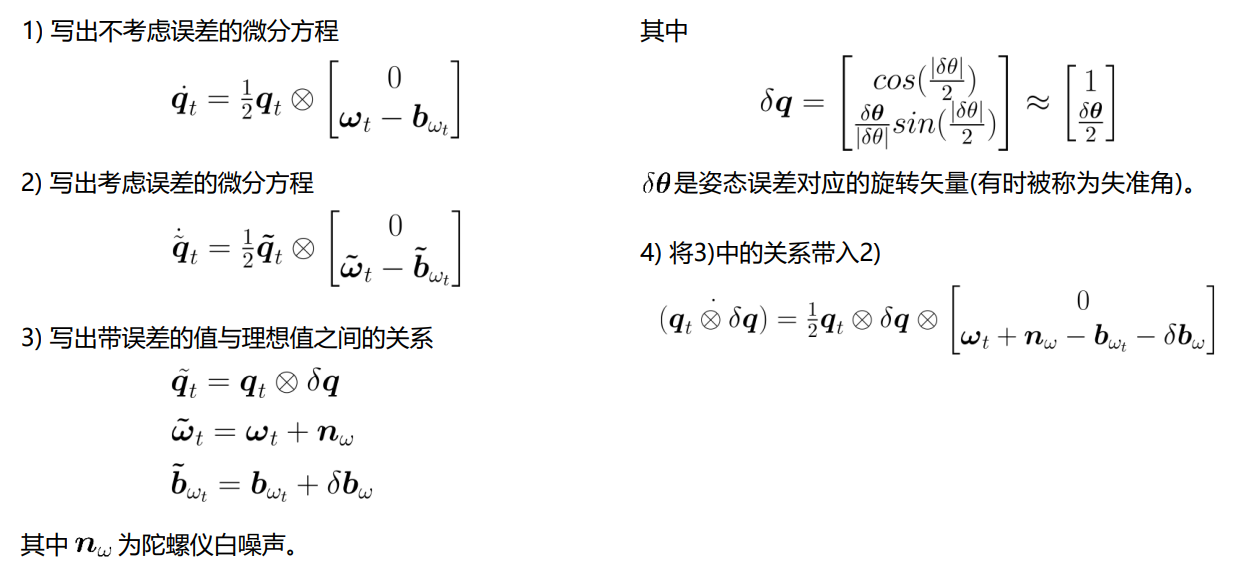 1) 写出不考虑误差的微分方程
$\dot{\boldsymbol{q}}_t = \frac{1}{2}\boldsymbol{q}_t \otimes \begin{bmatrix} 0 \\ \boldsymbol{\omega}_t - \boldsymbol{b}_{\omega_t} \end{bmatrix}$
2) 写出考虑误差的微分方程
$\dot{\tilde{\boldsymbol{q}}}_t = \frac{1}{2}\tilde{\boldsymbol{q}}_t \otimes \begin{bmatrix} 0 \\ \tilde{\boldsymbol{\omega}}_t - \tilde{\boldsymbol{b}}_{\omega_t} \end{bmatrix}$
3) 写出带误差的值与理想值之间的关系
$\tilde{\boldsymbol{q}}_t = \boldsymbol{q}_t \otimes \delta\boldsymbol{q}$
$\tilde{\boldsymbol{\omega}}_t = \boldsymbol{\omega}_t + \boldsymbol{n}_\omega$
$\tilde{\boldsymbol{b}}_{\omega_t} = \boldsymbol{b}_{\omega_t} + \delta\boldsymbol{b}_\omega$
其中 $\boldsymbol{n}_\omega$ 为陀螺仪白噪声。
其中
$\delta\boldsymbol{q} = \begin{bmatrix} cos(\frac{|\delta\theta|}{2}) \\ \frac{\delta\boldsymbol{\theta}}{|\delta\theta|}sin(\frac{|\delta\theta|}{2}) \end{bmatrix} \approx \begin{bmatrix} 1 \\ \frac{\delta\boldsymbol{\theta}}{2} \end{bmatrix}$
$\delta\boldsymbol{\theta}$是姿态误差对应的旋转矢量(有时被称为失准角)。
4) 将3)中的关系带入2)
$(\boldsymbol{q}_t \dot{\otimes} \delta\boldsymbol{q}) = \frac{1}{2}\boldsymbol{q}_t \otimes \delta\boldsymbol{q} \otimes \begin{bmatrix} 0 \\ \boldsymbol{\omega}_t + \boldsymbol{n}_\omega - \boldsymbol{b}_{\omega_t} - \delta\boldsymbol{b}_\omega \end{bmatrix}$